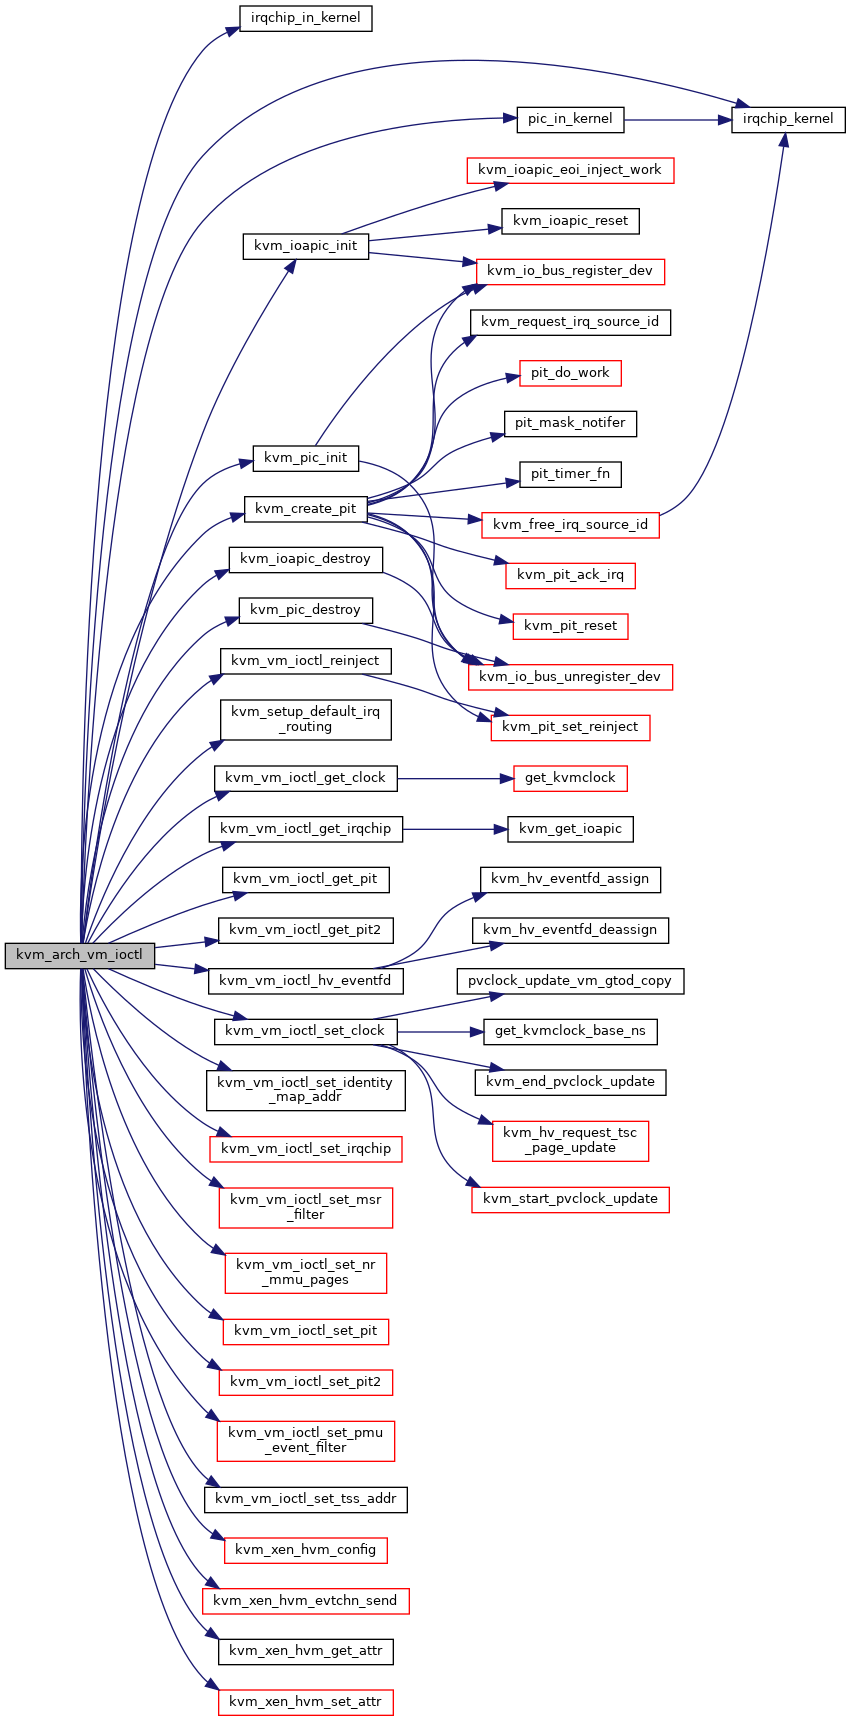 irqchip_in_kernel
pic_in_kernel
irqchip_kernel
kvm_ioapic_eoi_inject_work
kvm_ioapic_reset
kvm_ioapic_init
kvm_io_bus_register_dev
kvm_request_irq_source_id
pit_do_work
pit_mask_notifer
kvm_pic_init
pit_timer_fn
kvm_create_pit
kvm_free_irq_source_id
kvm_ioapic_destroy
kvm_pit_ack_irq
kvm_pic_destroy
kvm_pit_reset
kvm_vm_ioctl_reinject
kvm_io_bus_unregister_dev
kvm_setup_default_irq
_routing
kvm_pit_set_reinject
kvm_vm_ioctl_get_clock
get_kvmclock
kvm_vm_ioctl_get_irqchip
kvm_get_ioapic
kvm_vm_ioctl_get_pit
kvm_hv_eventfd_assign
kvm_vm_ioctl_get_pit2
kvm_hv_eventfd_deassign
kvm_arch_vm_ioctl
kvm_vm_ioctl_hv_eventfd
pvclock_update_vm_gtod_copy
kvm_vm_ioctl_set_clock
get_kvmclock_base_ns
kvm_vm_ioctl_set_identity
_map_addr
kvm_end_pvclock_update
kvm_vm_ioctl_set_irqchip
kvm_hv_request_tsc
_page_update
kvm_vm_ioctl_set_msr
_filter
kvm_start_pvclock_update
kvm_vm_ioctl_set_nr
_mmu_pages
kvm_vm_ioctl_set_pit
kvm_vm_ioctl_set_pit2
kvm_vm_ioctl_set_pmu
_event_filter
kvm_vm_ioctl_set_tss_addr
kvm_xen_hvm_config
kvm_xen_hvm_evtchn_send
kvm_xen_hvm_get_attr
kvm_xen_hvm_set_attr